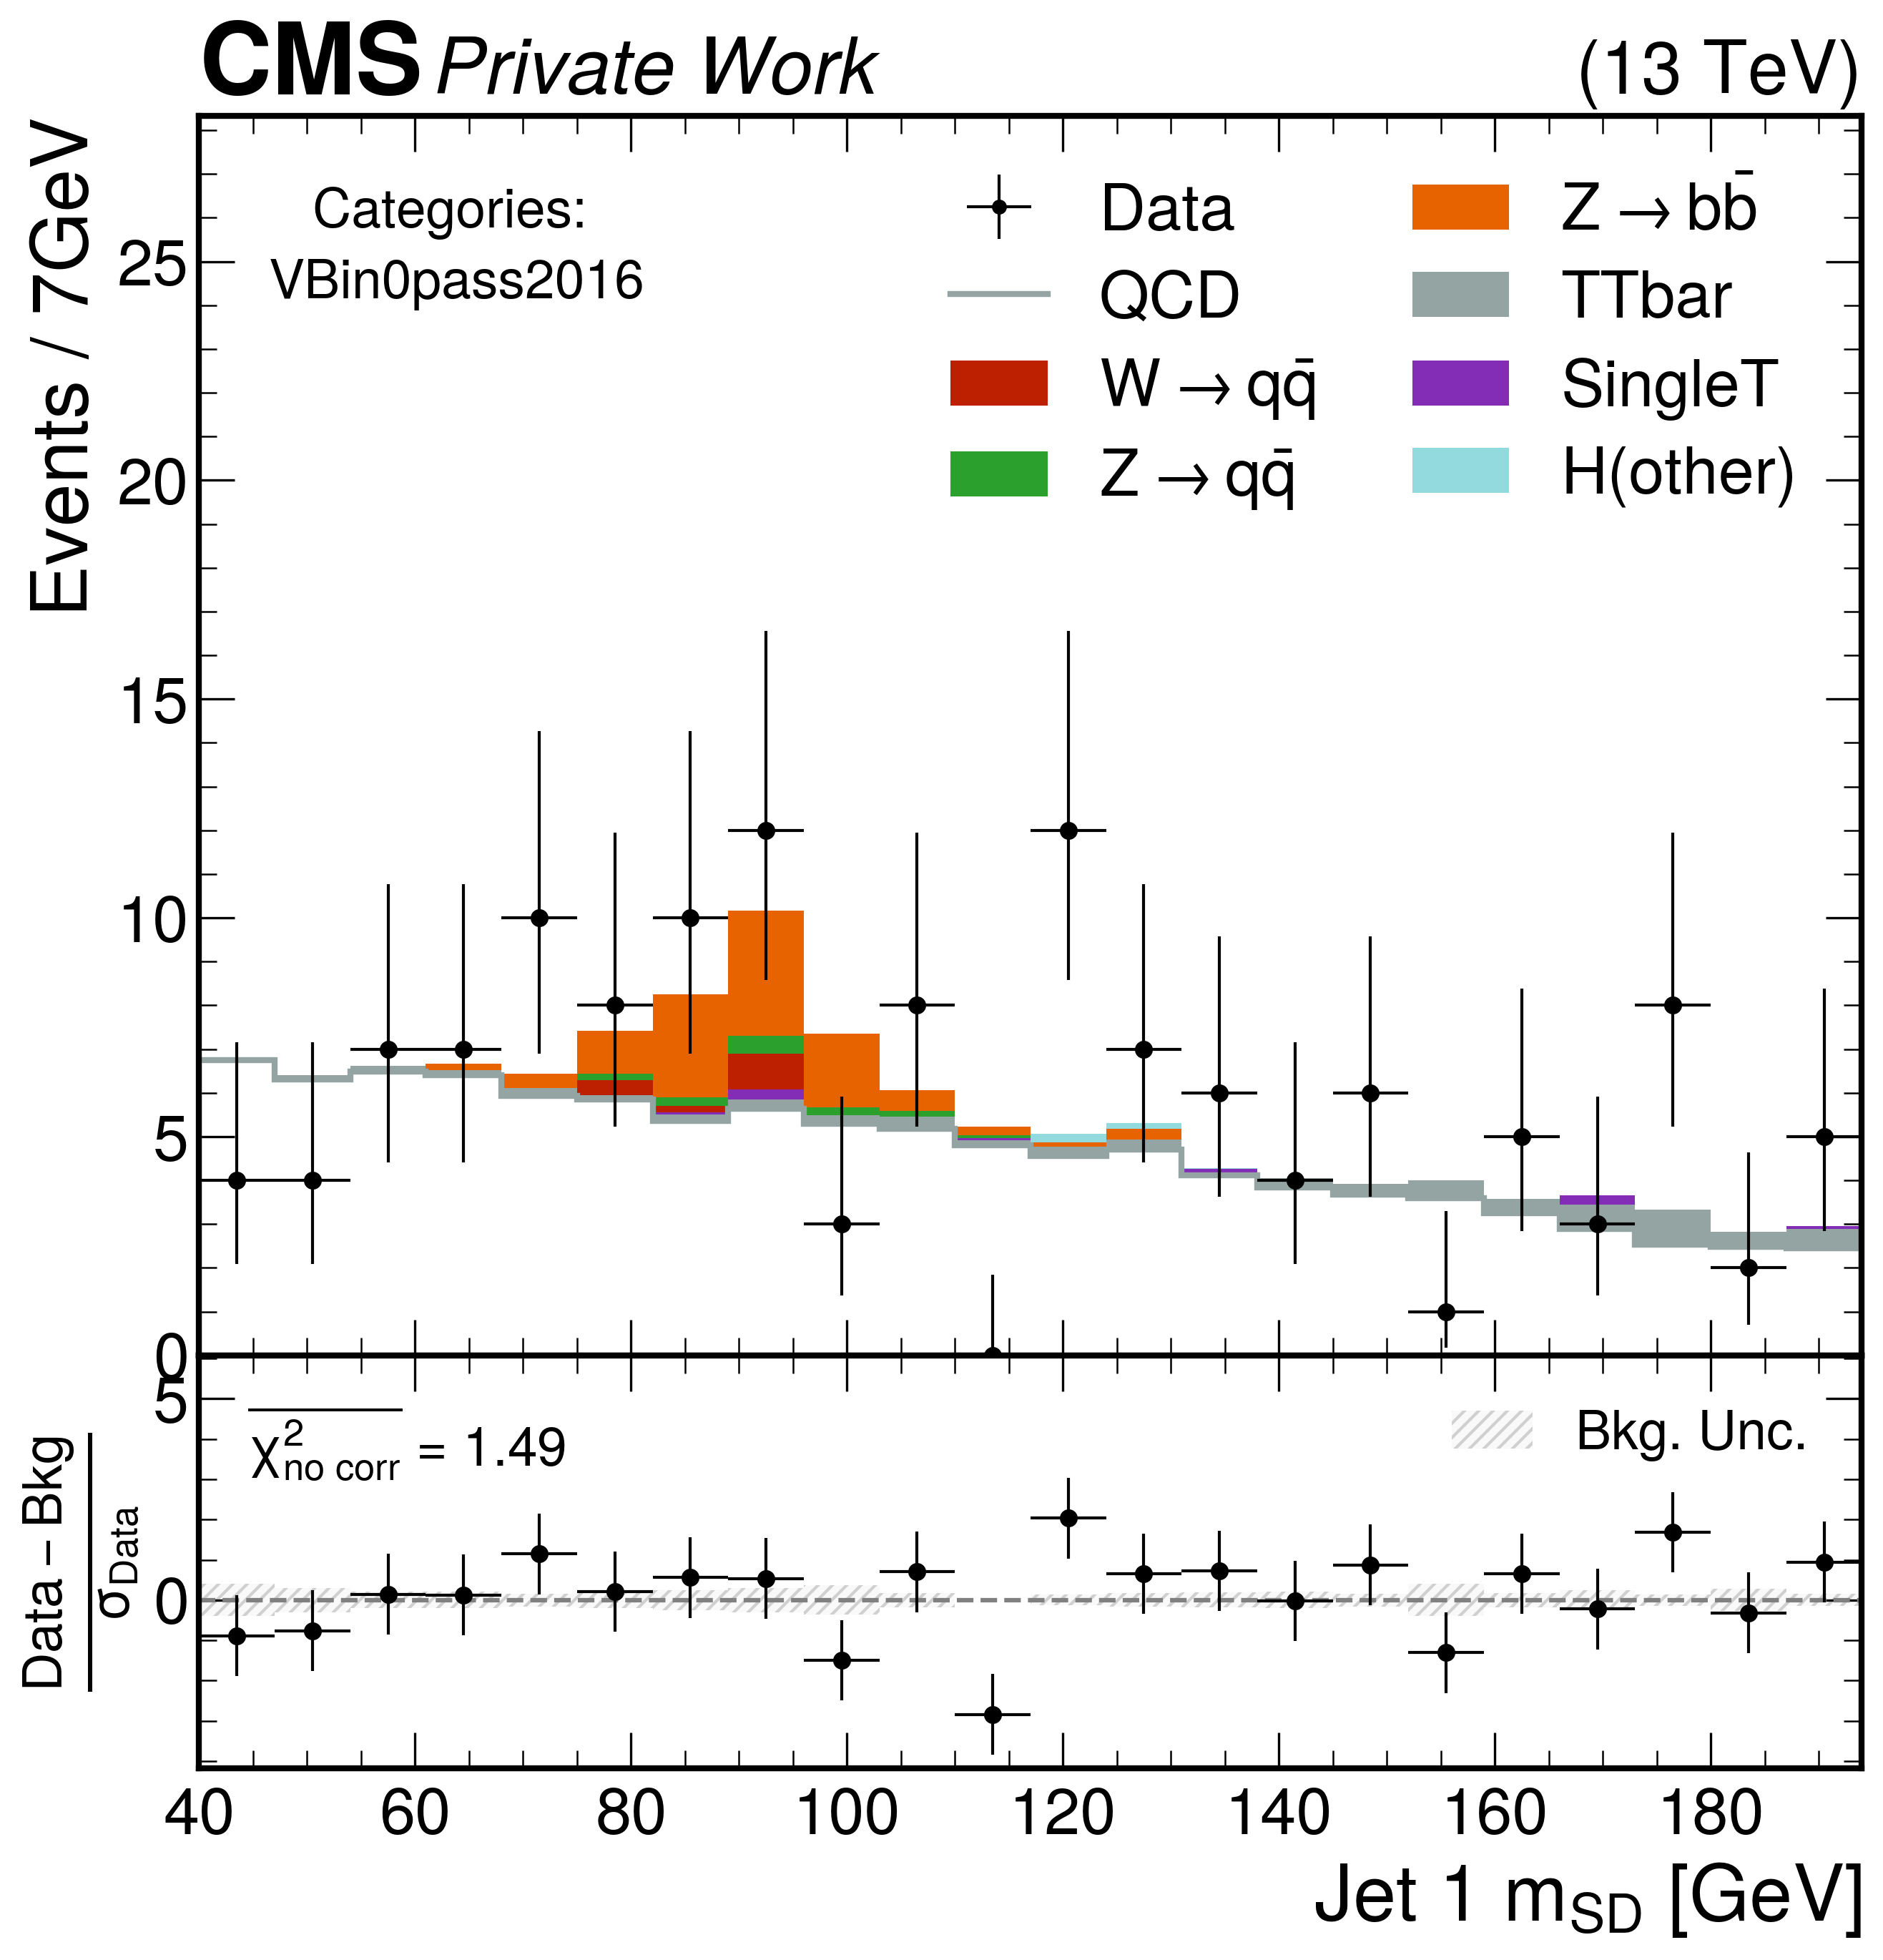 CMS Private Work (13 TeV)
Events / 7GeV
Categories:
VBin0pass2016
Data
QCD
W → qq̄
Z → qq̄
Z → bb̄
TTbar
SingleT
H(other)
25
20
15
10
5
0
Data − Bkg
σ_Data
5
0
χ²_no corr = 1.49
Bkg. Unc.
40 60 80 100 120 140 160 180
Jet 1 m_SD [GeV]